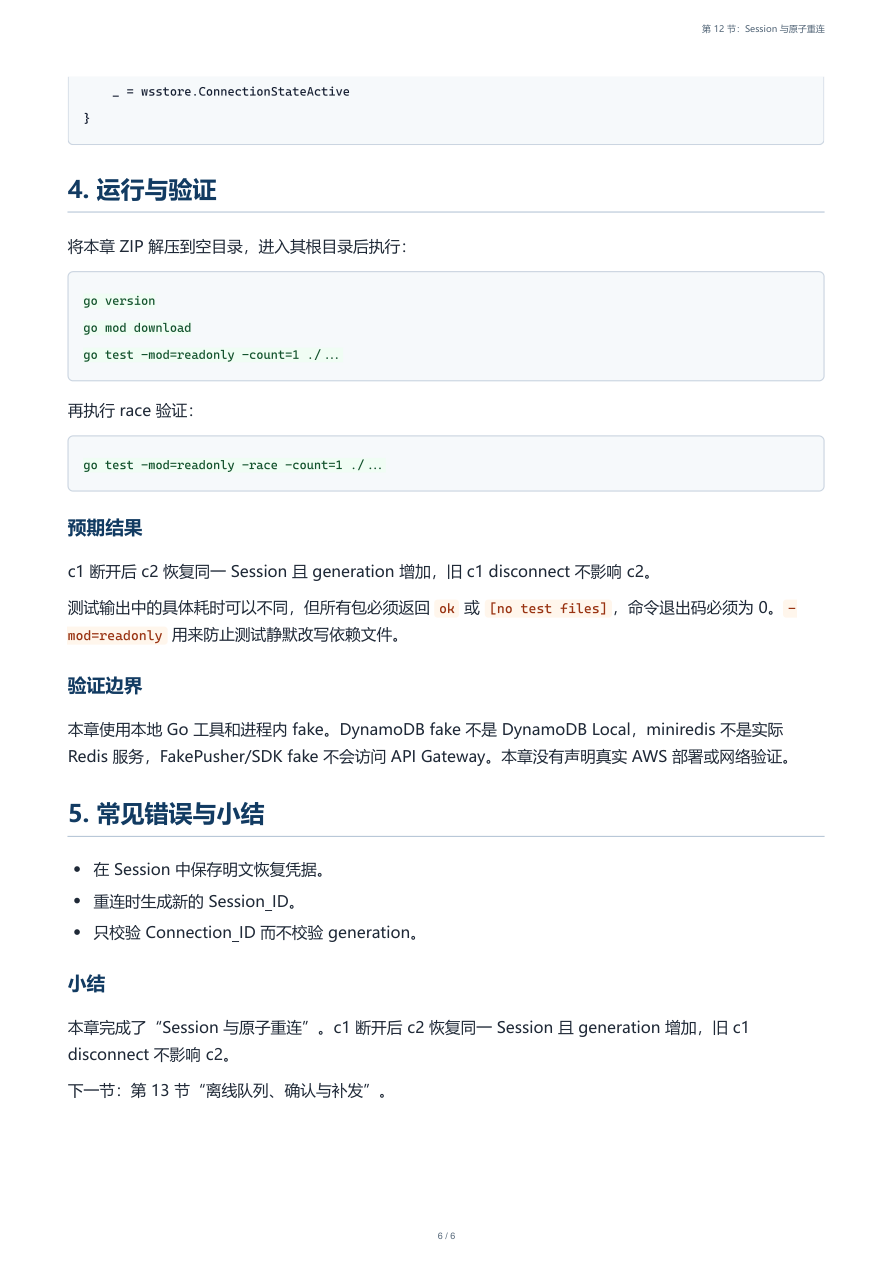 第 12 节：Session 与原子重连
_ = wsstore.ConnectionStateActive
}
4. 运行与验证
将本章 ZIP 解压到空目录，进入其根目录后执行：
go version
go mod download
go test -mod=readonly -count=1 ./...
再执行 race 验证：
go test -mod=readonly -race -count=1 ./...
预期结果
c1 断开后 c2 恢复同一 Session 且 generation 增加，旧 c1 disconnect 不影响 c2。
测试输出中的具体耗时可以不同，但所有包必须返回 ok 或 [no test files]，命令退出码必须为 0。-
mod=readonly 用来防止测试静默改写依赖文件。
验证边界
本章使用本地 Go 工具和进程内 fake。DynamoDB fake 不是 DynamoDB Local，miniredis 不是实际
Redis 服务，FakePusher/SDK fake 不会访问 API Gateway。本章没有声明真实 AWS 部署或网络验证。
5. 常见错误与小结
• 在 Session 中保存明文恢复凭据。
• 重连时生成新的 Session_ID。
• 只校验 Connection_ID 而不校验 generation。
小结
本章完成了“Session 与原子重连”。c1 断开后 c2 恢复同一 Session 且 generation 增加，旧 c1
disconnect 不影响 c2。
下一节：第 13 节“离线队列、确认与补发”。
6 / 6